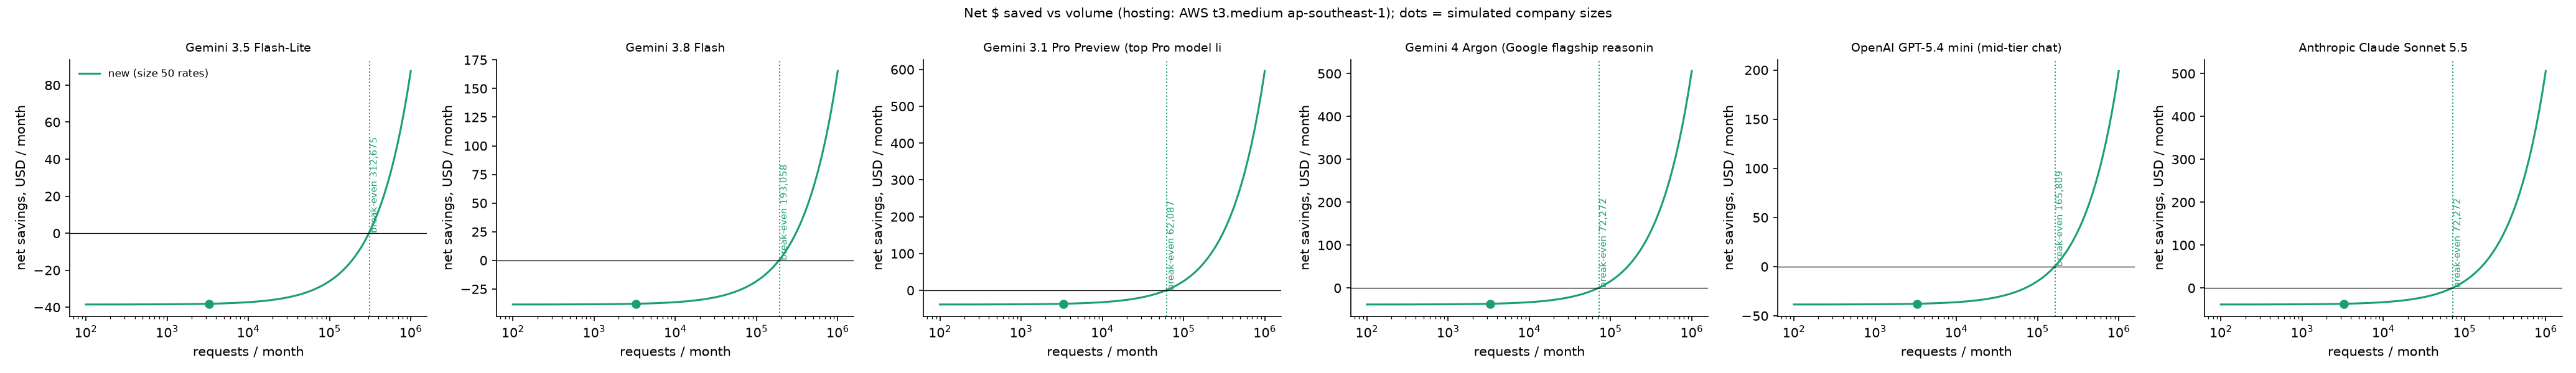 Net $ saved vs volume (hosting: AWS t3.medium ap-southeast-1); dots = simulated company sizes
Gemini 3.5 Flash-Lite
new (size 50 rates)
net savings, USD / month
80
60
40
20
0
−20
−40
break-even 312,675
10²
10³
10⁴
10⁵
10⁶
requests / month
Gemini 3.8 Flash
net savings, USD / month
175
150
125
100
75
50
25
0
−25
break-even 193,058
10²
10³
10⁴
10⁵
10⁶
requests / month
Gemini 3.1 Pro Preview (top Pro model li
net savings, USD / month
600
500
400
300
200
100
0
break-even 62,087
10²
10³
10⁴
10⁵
10⁶
requests / month
Gemini 4 Argon (Google flagship reasonin
net savings, USD / month
500
400
300
200
100
0
break-even 72,272
10²
10³
10⁴
10⁵
10⁶
requests / month
OpenAI GPT-5.4 mini (mid-tier chat)
net savings, USD / month
200
150
100
50
0
−50
break-even 165,809
10²
10³
10⁴
10⁵
10⁶
requests / month
Anthropic Claude Sonnet 5.5
net savings, USD / month
500
400
300
200
100
0
break-even 72,272
10²
10³
10⁴
10⁵
10⁶
requests / month